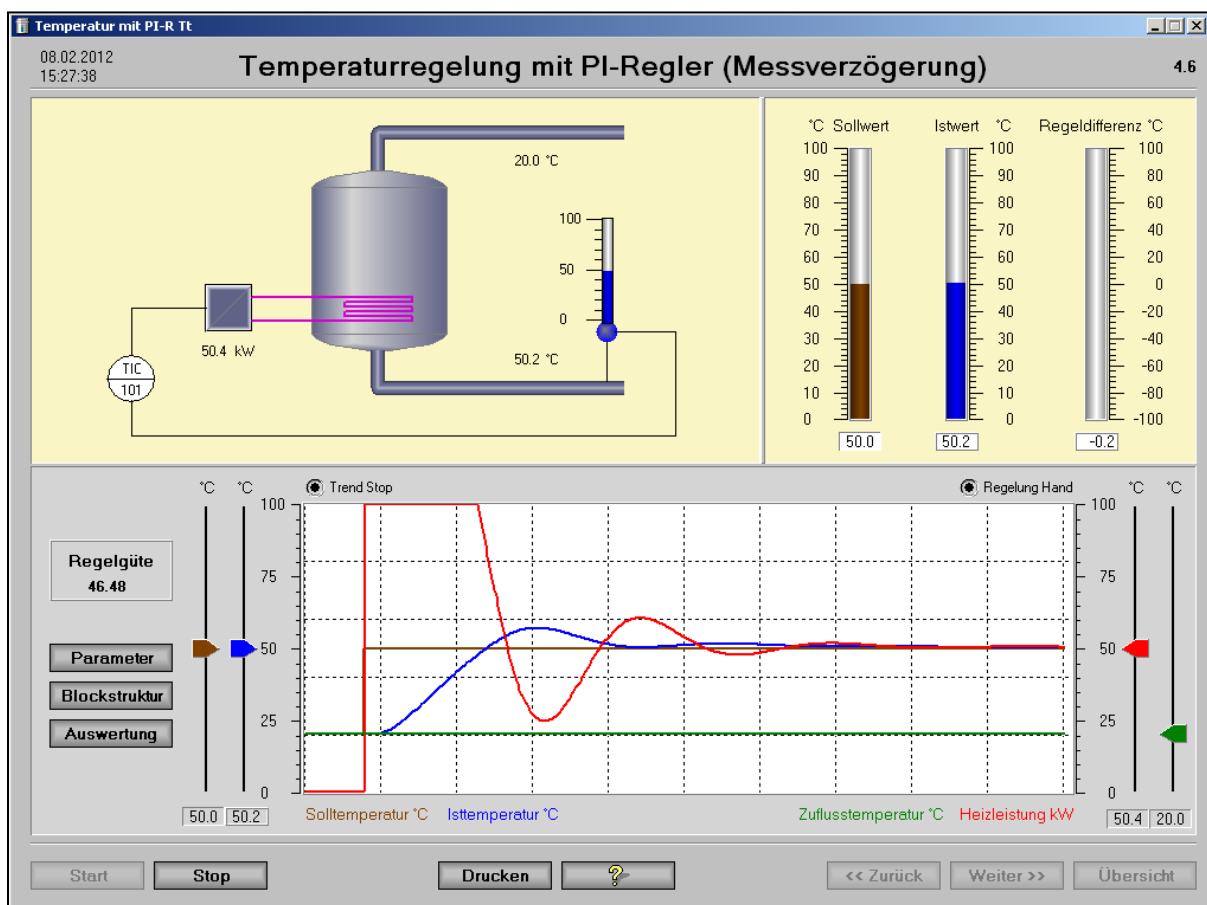 Temperatur mit PI-R Tt
08.02.2012
15:27:38
Temperaturregelung mit PI-Regler (Messverzögerung)
4.6
20.0 °C
100
50
0
50.4 kW
50.2 °C
TIC
101
°C Sollwert
Istwert °C
Regeldifferenz °C
100 100 100
90 90 80
80 80 60
70 70 40
60 60 20
50 50 0
40 40 -20
30 30 -40
20 20 -60
10 10 -80
0 0 -100
50.0
50.2
-0.2
°C °C
Trend Stop
Regelung Hand
°C °C
100 100
75 75
50 50
25 25
0 0
Regelgüte
46.48
Parameter
Blockstruktur
Auswertung
50.0 50.2
Solltemperatur °C
Isttemperatur °C
Zuflusstemperatur °C
Heizleistung kW
50.4 20.0
Start
Stop
Drucken
?
<< Zurück
Weiter >>
Übersicht